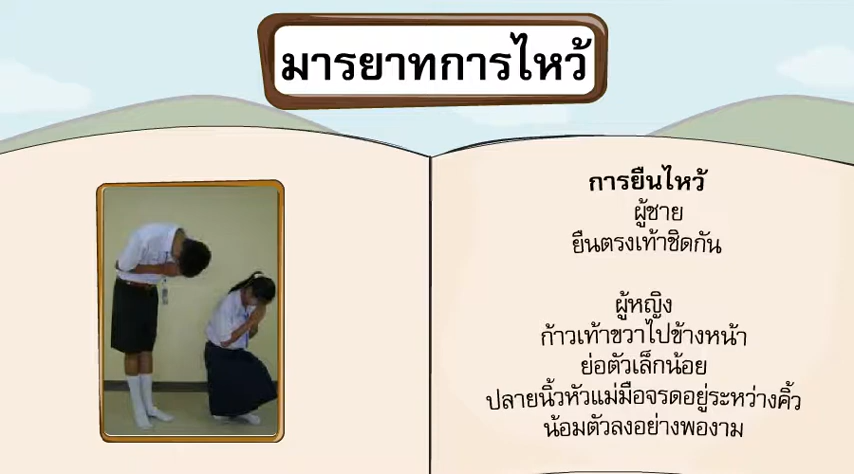 มารยาทการไหว้
การยืนไหว้
ผู้ชาย
ยืนตรงเท้าชิดกัน
ผู้หญิง
ก้าวเท้าขวาไปข้างหน้า
ย่อตัวเล็กน้อย
ปลายนิ้วหัวแม่มือจรดอยู่ระหว่างคิ้ว
น้อมตัวลงอย่างพองาม